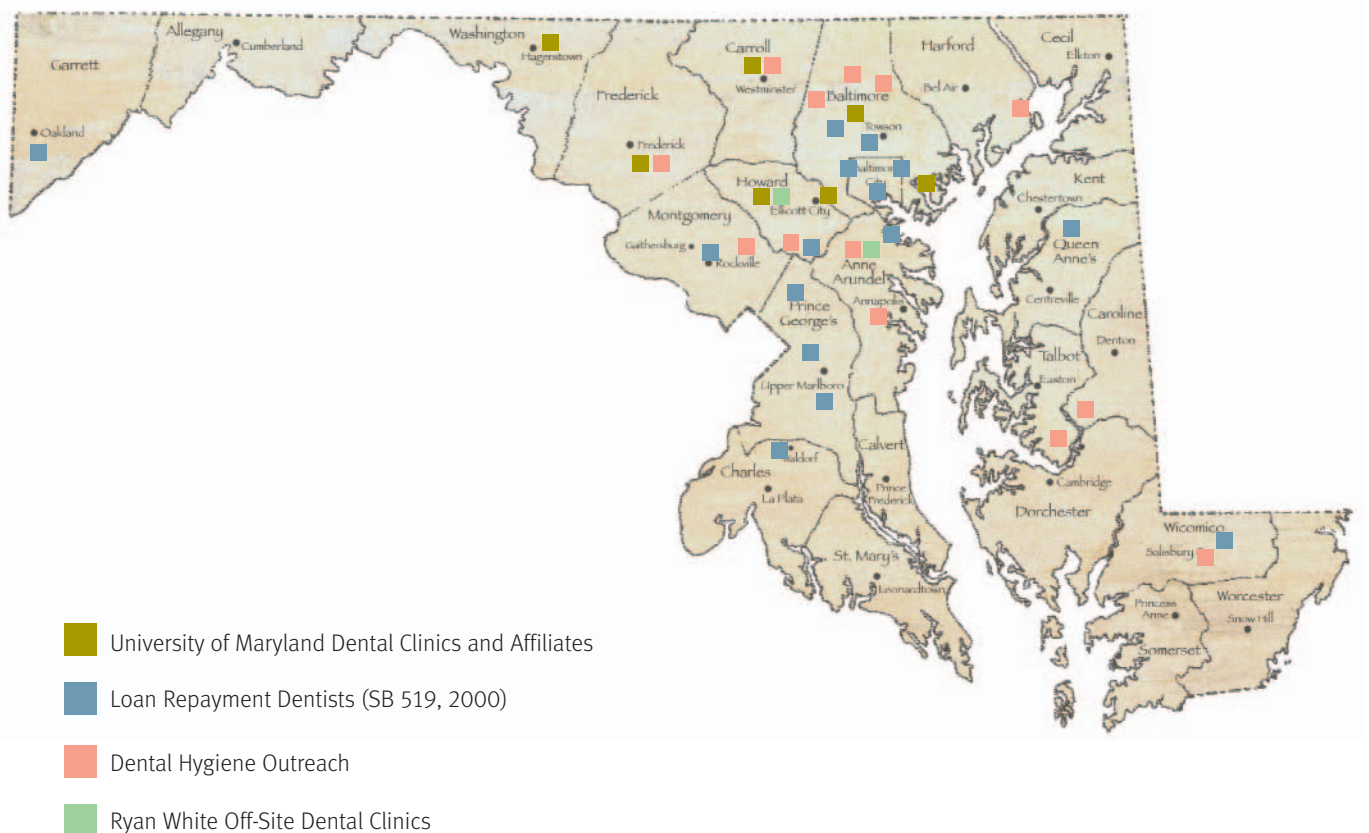 Garrett
Oakland
Allegany
Cumberland
Washington
Hagerstown
Frederick
Frederick
Carroll
Westminster
Baltimore
Towson
Baltimore
City
Harford
Bel Air
Cecil
Elkton
Howard
Ellicott City
Montgomery
Gaithersburg
Rockville
Anne
Arundel
Annapolis
Prince
George's
Upper Marlboro
Kent
Chestertown
Queen
Anne's
Centreville
Caroline
Denton
Talbot
Easton
Calvert
Prince
Frederick
Charles
Waldorf
La Plata
St. Mary's
Leonardtown
Cambridge
Dorchester
Wicomico
Salisbury
Worcester
Snow Hill
Princess
Anne
Somerset
University of Maryland Dental Clinics and Affiliates
Loan Repayment Dentists (SB 519, 2000)
Dental Hygiene Outreach
Ryan White Off-Site Dental Clinics